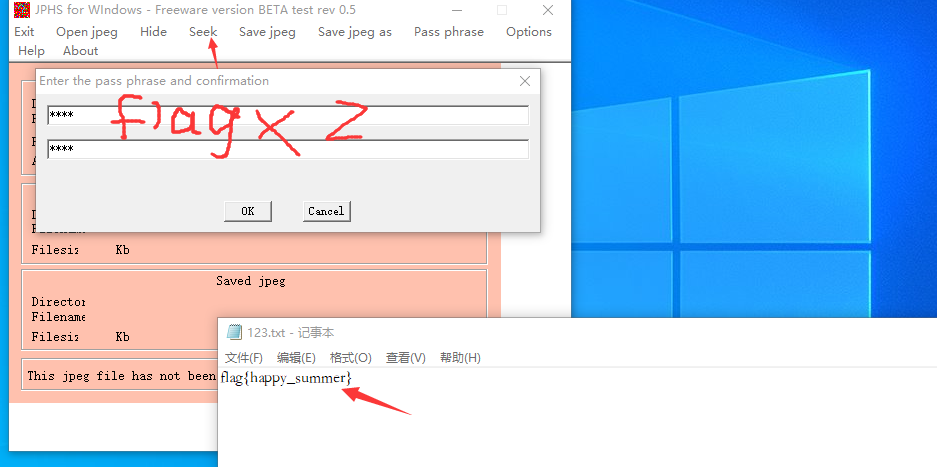 JPHS for WIndows - Freeware version BETA test rev 0.5
Exit Open jpeg Hide Seek Save jpeg Save jpeg as Pass phrase Options
Help About
Enter the pass phrase and confirmation
****
flag x 2
****
OK Cancel
Filesiz Kb
Saved jpeg
Director
Filename
Filesiz Kb
This jpeg file has not been
123.txt - 记事本
文件(F) 编辑(E) 格式(O) 查看(V) 帮助(H)
flag{happy_summer}